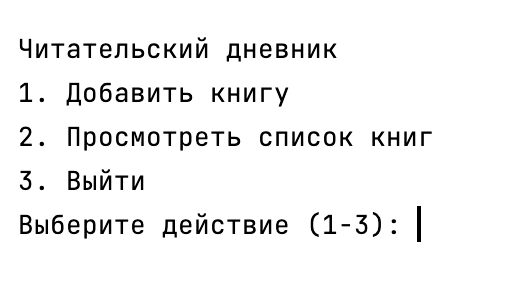 Читательский дневник
1. Добавить книгу
2. Просмотреть список книг
3. Выйти
Выберите действие (1-3):